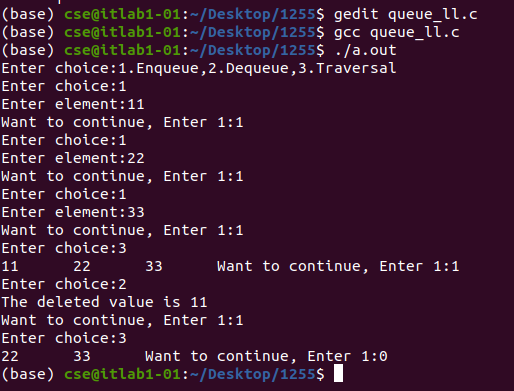 (base) cse@itlab1-01:~/Desktop/1255$ gedit queue_ll.c
(base) cse@itlab1-01:~/Desktop/1255$ gcc queue_ll.c
(base) cse@itlab1-01:~/Desktop/1255$ ./a.out
Enter choice:1.Enqueue,2.Dequeue,3.Traversal
Enter choice:1
Enter element:11
Want to continue, Enter 1:1
Enter choice:1
Enter element:22
Want to continue, Enter 1:1
Enter choice:1
Enter element:33
Want to continue, Enter 1:1
Enter choice:3
11      22      33      Want to continue, Enter 1:1
Enter choice:2
The deleted value is 11
Want to continue, Enter 1:1
Enter choice:3
22      33      Want to continue, Enter 1:0
(base) cse@itlab1-01:~/Desktop/1255$